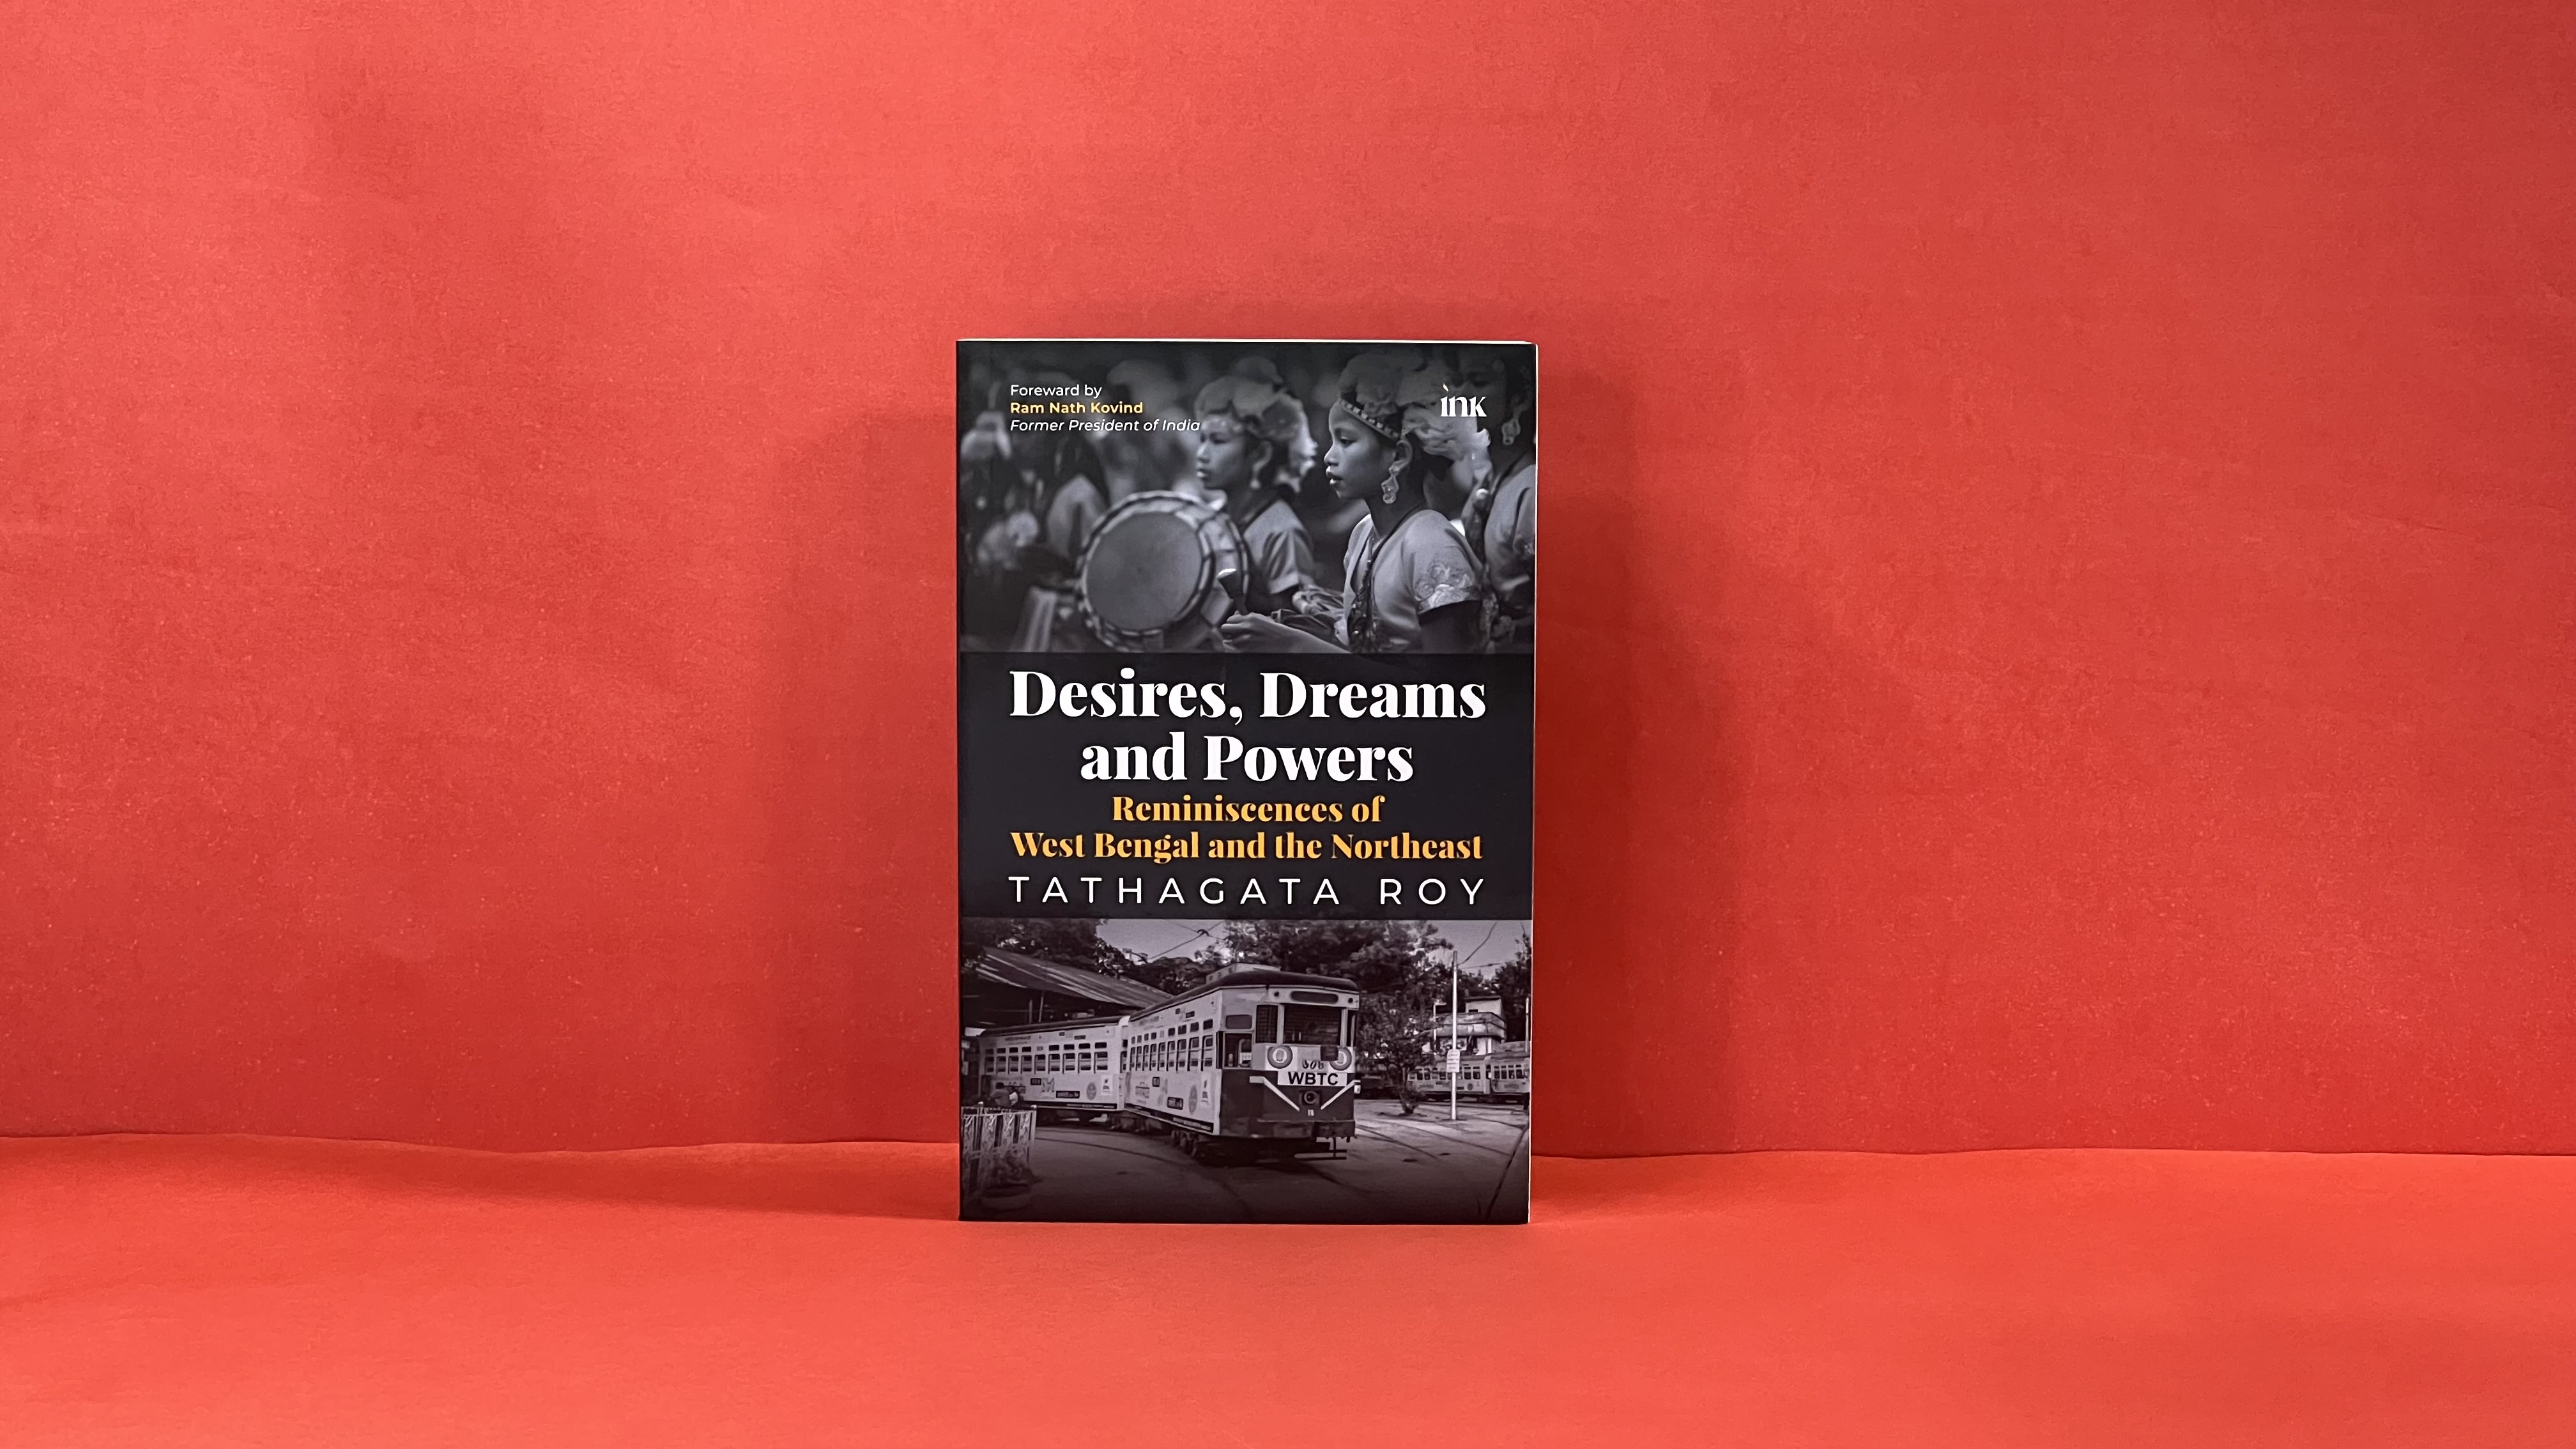 Foreward by
Ram Nath Kovind
Former President of India
ink
Desires, Dreams
and Powers
Reminiscences of
West Bengal and the Northeast
TATHAGATA ROY
WBTC